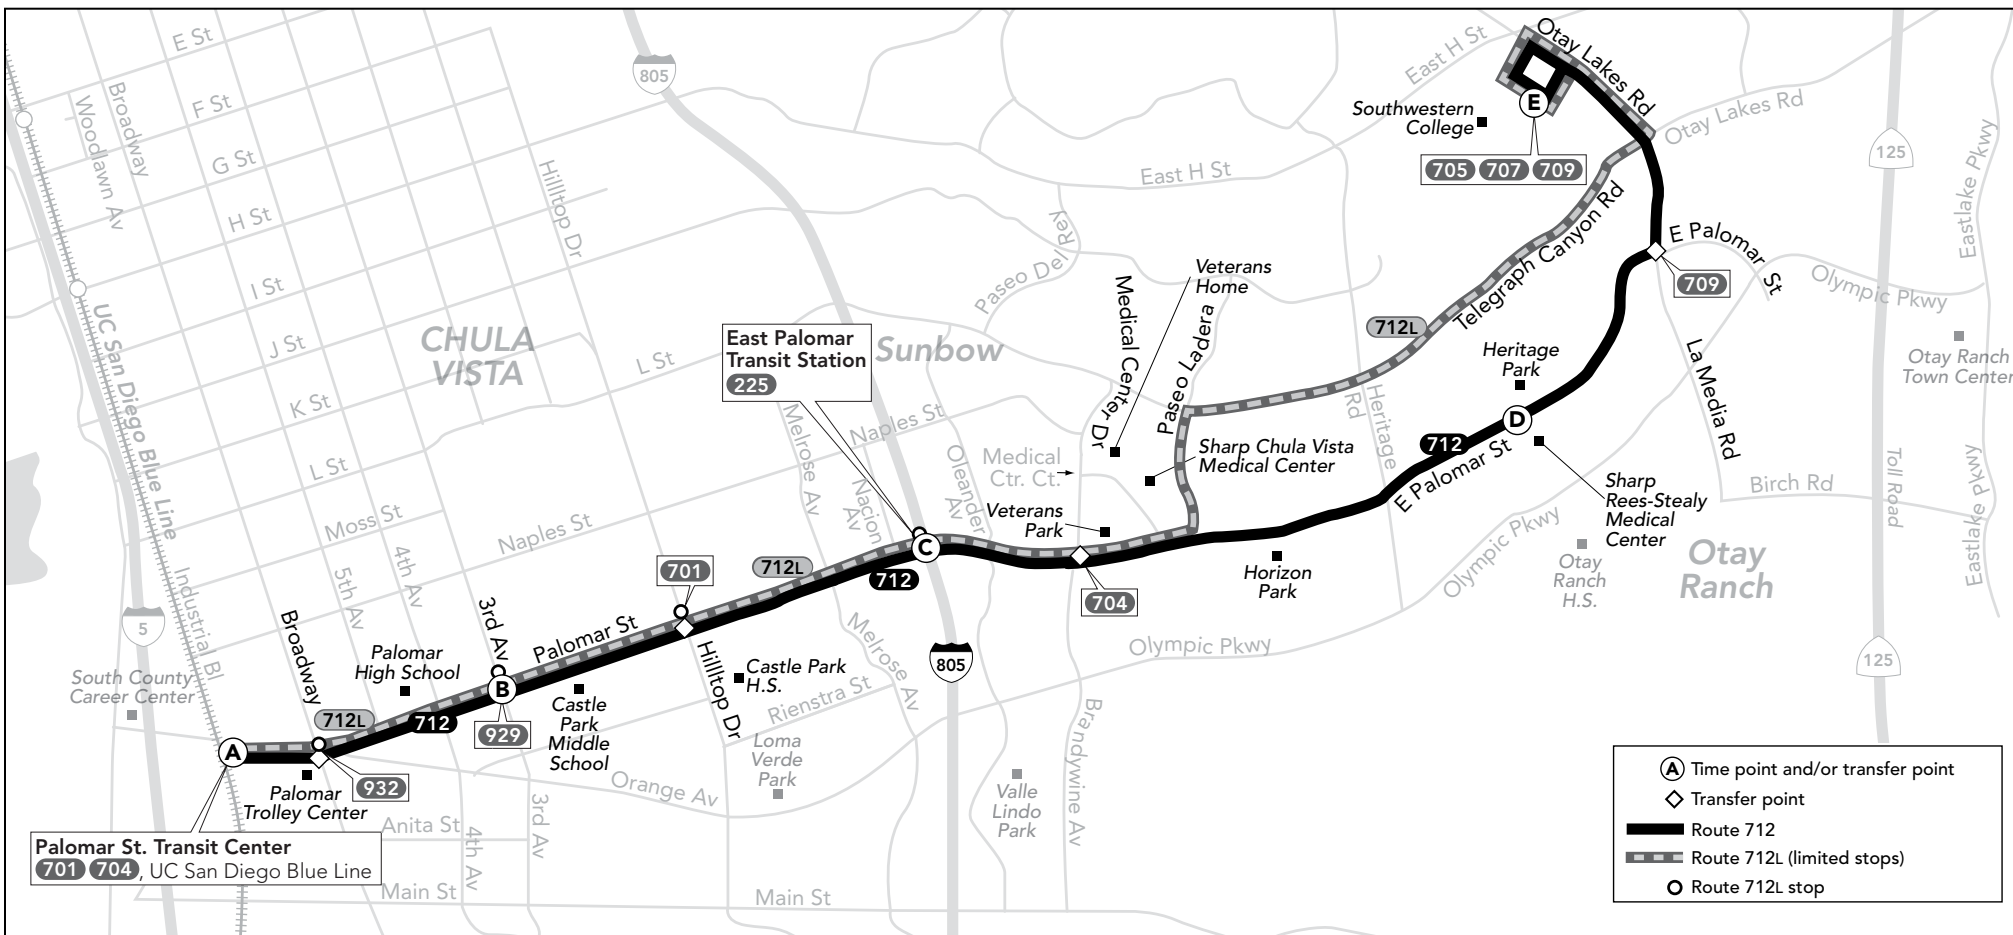 E St
F St
G St
H St
I St
J St
K St
L St
Moss St
Naples St
Woodlawn Av
Broadway
Hilltop Dr
805
UC San Diego Blue Line
CHULA
VISTA
L St
East Palomar
Transit Station
225
Sunbow
Melrose Av
Naples St
Nacion
Av
Oleander
Av
Paseo Del Rey
East H St
East H St
Otay Lakes Rd
E
Southwestern
College
705 707 709
Otay Lakes Rd
125
Eastlake Pkwy
Telegraph Canyon Rd
E Palomar St
709
Olympic Pkwy
Otay Ranch
Town Center
Veterans
Home
Medical Center Dr
Paseo Ladera
712L
Heritage
Rd
Heritage
Park
La Media Rd
D
712
E Palomar St
Sharp Chula Vista
Medical Center
Medical
Ctr. Ct.
Veterans
Park
Sharp
Rees-Stealy
Medical
Center
Birch Rd
Toll Road
Eastlake Pkwy
Olympic Pkwy
Otay
Ranch
H.S.
Otay
Ranch
125
Horizon
Park
704
C
712L
712
701
Industrial Bl
5
5th Av
4th Av
3rd Av
Broadway
Palomar St
Palomar
High School
South County
Career Center
B
712L
712
929
A
932
Palomar
Trolley Center
Castle
Park
Middle
School
Hilltop Dr
Castle Park
H.S.
Rienstra St
Melrose Av
805
Loma
Verde
Park
Orange Av
Olympic Pkwy
Brandywine Av
Valle
Lindo
Park
Palomar St. Transit Center
701 704, UC San Diego Blue Line
Anita St
4th Av
3rd Av
Main St
Main St
A Time point and/or transfer point
Transfer point
Route 712
Route 712L (limited stops)
Route 712L stop